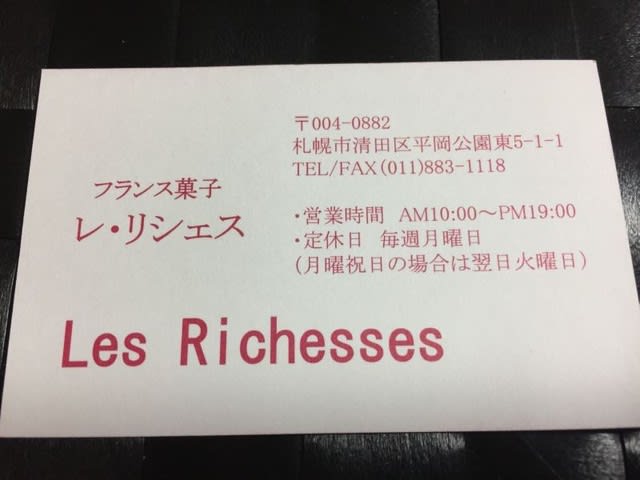 〒004-0882
札幌市清田区平岡公園東5-1-1
TEL/FAX(011)883-1118
フランス菓子
レ・リシェス
・営業時間 AM10:00～PM19:00
・定休日 毎週月曜日
(月曜祝日の場合は翌日火曜日)
Les Richesses